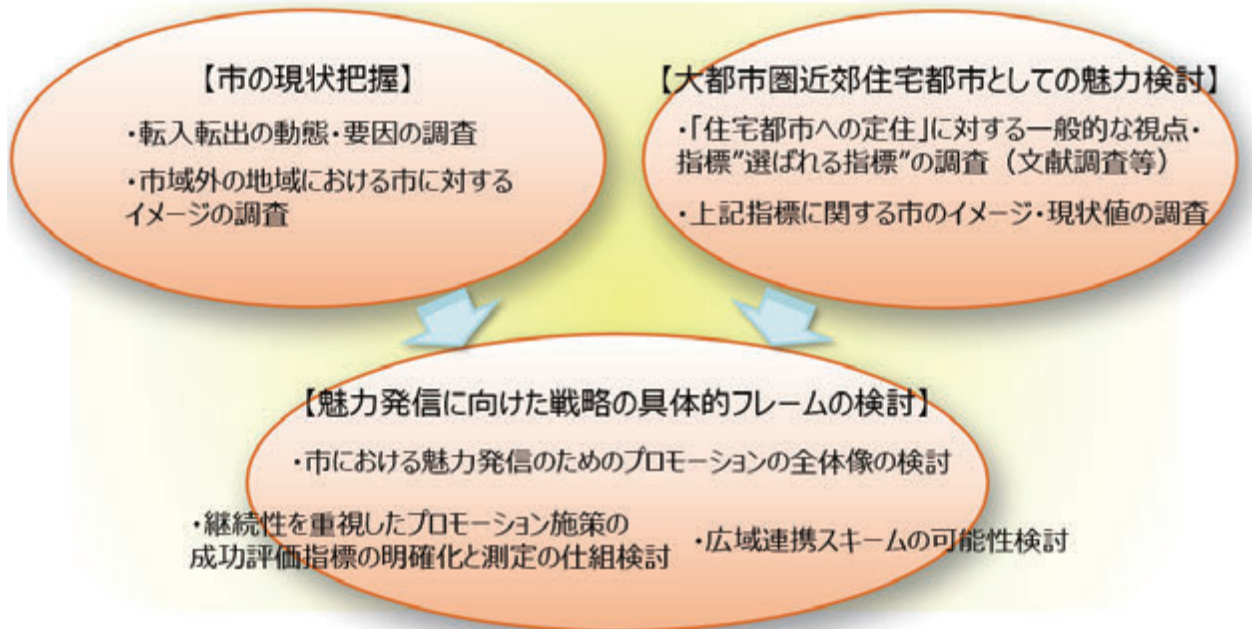 【市の現状把握】
・転入転出の動態・要因の調査
・市域外の地域における市に対する
イメージの調査
【大都市圏近郊住宅都市としての魅力検討】
・「住宅都市への定住」に対する一般的な視点・
指標”選ばれる指標”の調査（文献調査等）
・上記指標に関する市のイメージ・現状値の調査
【魅力発信に向けた戦略の具体的フレームの検討】
・市における魅力発信のためのプロモーションの全体像の検討
・継続性を重視したプロモーション施策の
成功評価指標の明確化と測定の仕組検討
・広域連携スキームの可能性検討